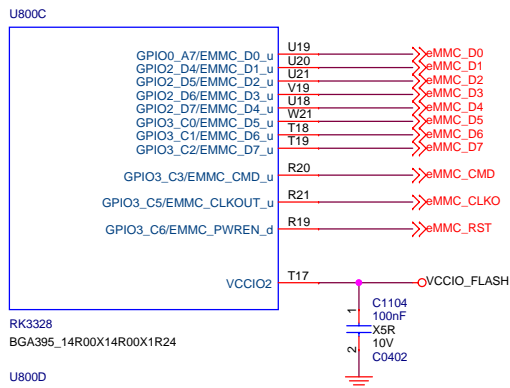 U800C
GPIO0_A7/EMMC_D0_u U19 eMMC_D0
GPIO2_D4/EMMC_D1_u U20 eMMC_D1
GPIO2_D5/EMMC_D2_u U21 eMMC_D2
GPIO2_D6/EMMC_D3_u V19 eMMC_D3
GPIO2_D7/EMMC_D4_u U18 eMMC_D4
GPIO3_C0/EMMC_D5_u W21 eMMC_D5
GPIO3_C1/EMMC_D6_u T18 eMMC_D6
GPIO3_C2/EMMC_D7_u T19 eMMC_D7
GPIO3_C3/EMMC_CMD_u R20 eMMC_CMD
GPIO3_C5/EMMC_CLKOUT_u R21 eMMC_CLKO
GPIO3_C6/EMMC_PWREN_d R19 eMMC_RST
VCCIO2 T17 VCCIO_FLASH
1 C1104
100nF
X5R
10V
2 C0402
RK3328
BGA395_14R00X14R00X1R24
U800D